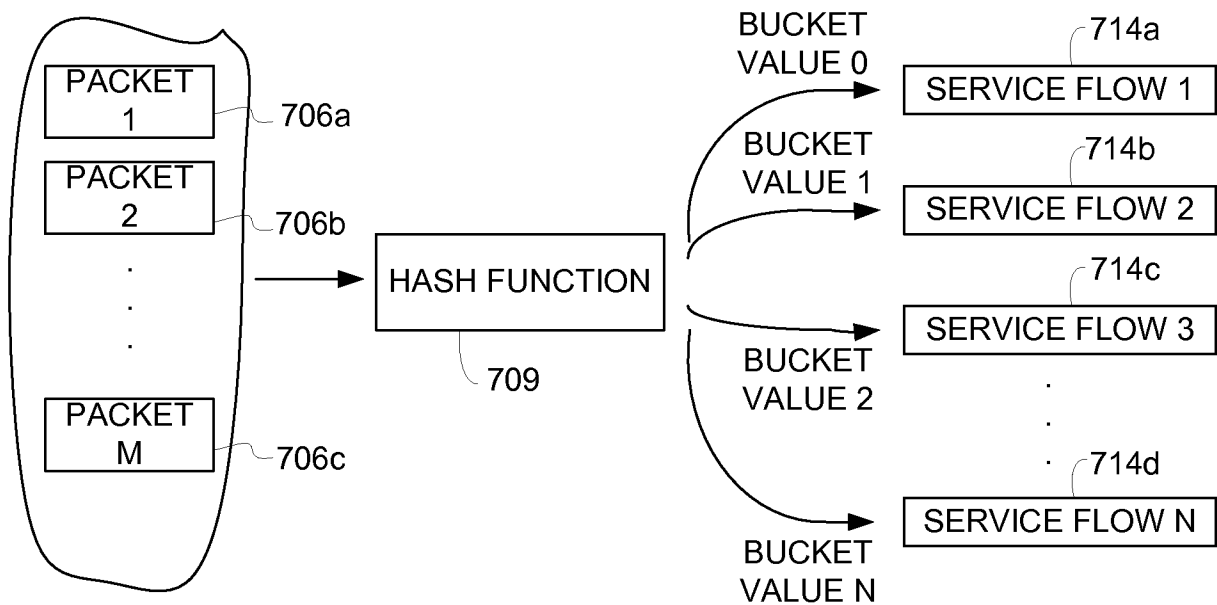 PACKET
1
706a
PACKET
2
706b
PACKET
M
706c
HASH FUNCTION
709
BUCKET
VALUE 0
BUCKET
VALUE 1
BUCKET
VALUE 2
BUCKET
VALUE N
714a
SERVICE FLOW 1
714b
SERVICE FLOW 2
714c
SERVICE FLOW 3
714d
SERVICE FLOW N